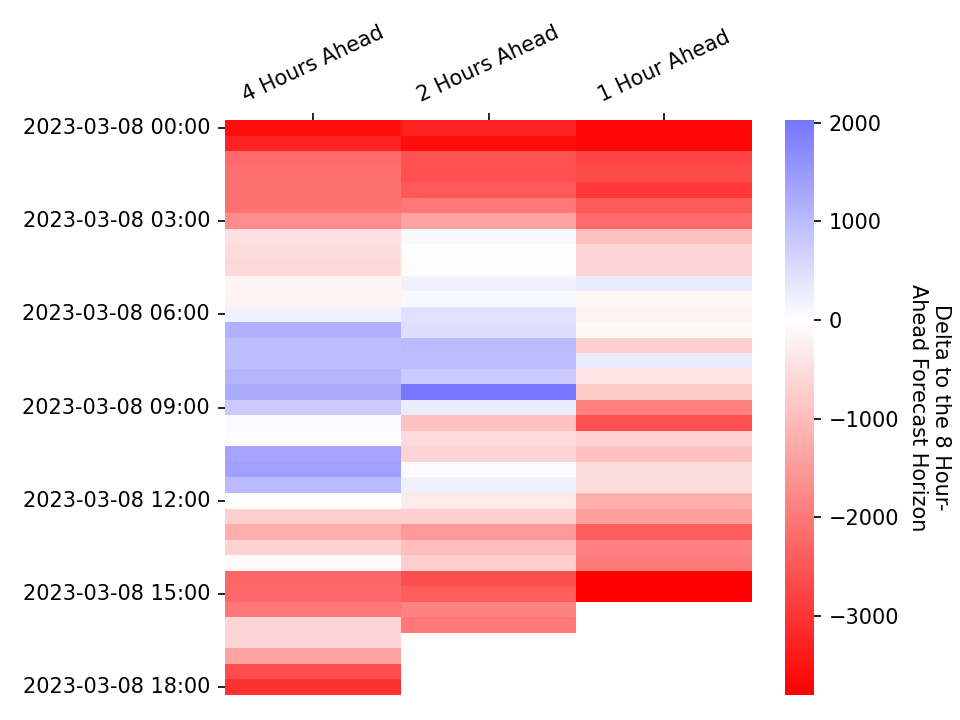 4 Hours Ahead
2 Hours Ahead
1 Hour Ahead
2023-03-08 00:00
2023-03-08 03:00
2023-03-08 06:00
2023-03-08 09:00
2023-03-08 12:00
2023-03-08 15:00
2023-03-08 18:00
2000
1000
0
−1000
−2000
−3000
Delta to the 8 Hour-
Ahead Forecast Horizon